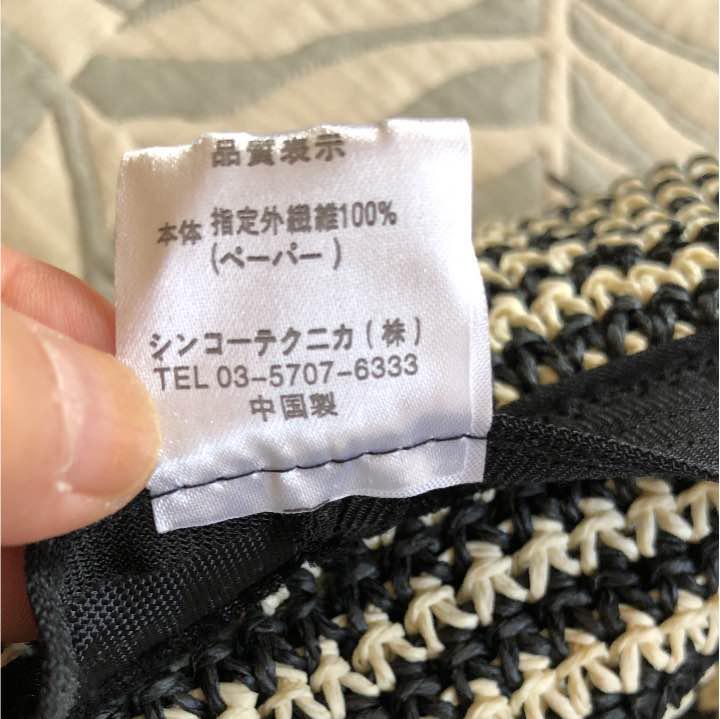 品質表示
本体 指定外繊維100%
(ペーパー)
シンコーテクニカ(株)
TEL 03-5707-6333
中国製